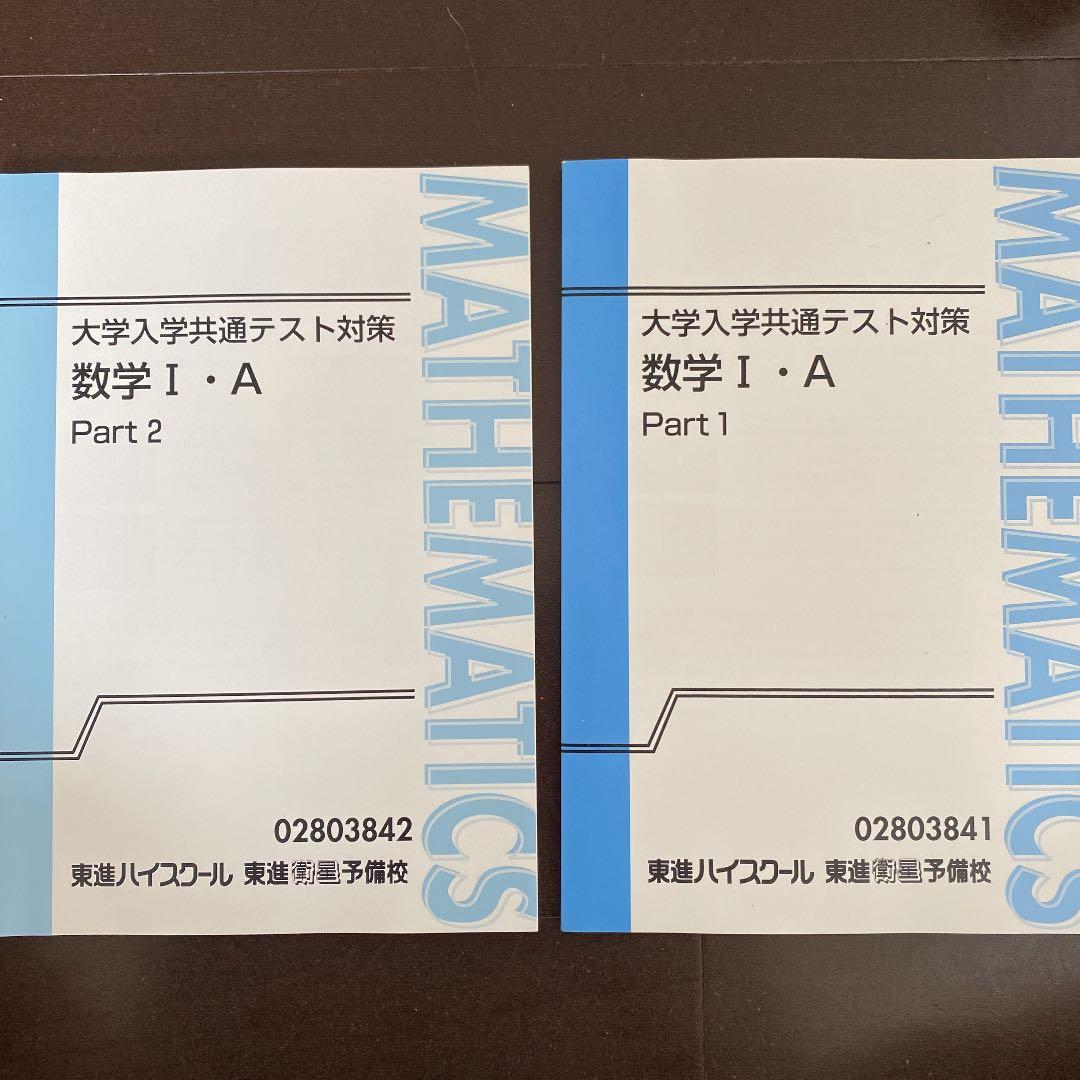 大学入学共通テスト対策
数学Ⅰ・A
Part 2
MATHEMATICS
02803842
東進ハイスクール 東進衛星予備校
大学入学共通テスト対策
数学Ⅰ・A
Part 1
MATHEMATICS
02803841
東進ハイスクール 東進衛星予備校